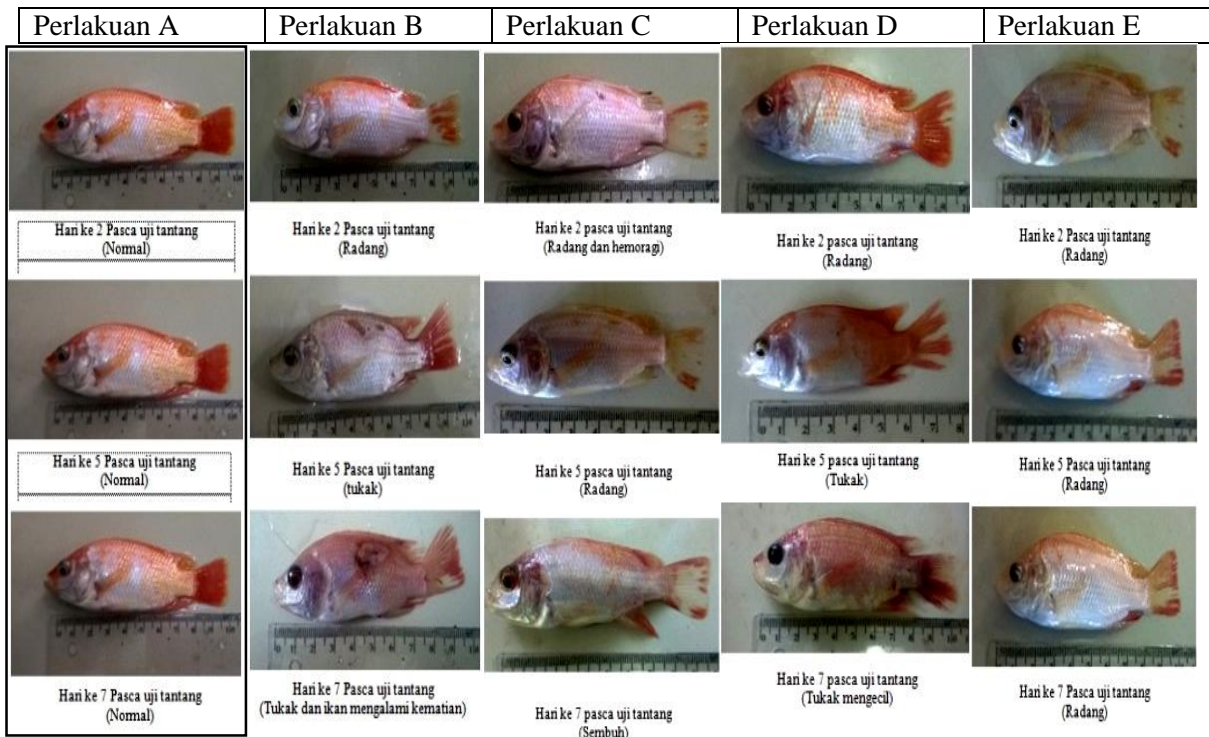 Perlakuan A
Perlakuan B
Perlakuan C
Perlakuan D
Perlakuan E
Hari ke 2 Pasca uji tantang
(Normal)
Hari ke 2 Pasca uji tantang
(Radang)
Hari ke 2 pasca uji tantang
(Radang dan hemoragi)
Hari ke 2 pasca uji tantang
(Radang)
Hari ke 2 Pasca uji tantang
(Radang)
Hari ke 5 Pasca uji tantang
(Normal)
Hari ke 5 Pasca uji tantang
(tukak)
Hari ke 5 pasca uji tantang
(Radang)
Hari ke 5 pasca uji tantang
(Tukak)
Hari ke 5 Pasca uji tantang
(Radang)
Hari ke 7 Pasca uji tantang
(Normal)
Hari ke 7 Pasca uji tantang
(Tukak dan ikan mengalami kematian)
Hari ke 7 pasca uji tantang
(Sembuh)
Hari ke 7 pasca uji tantang
(Tukak mengecil)
Hari ke 7 Pasca uji tantang
(Radang)